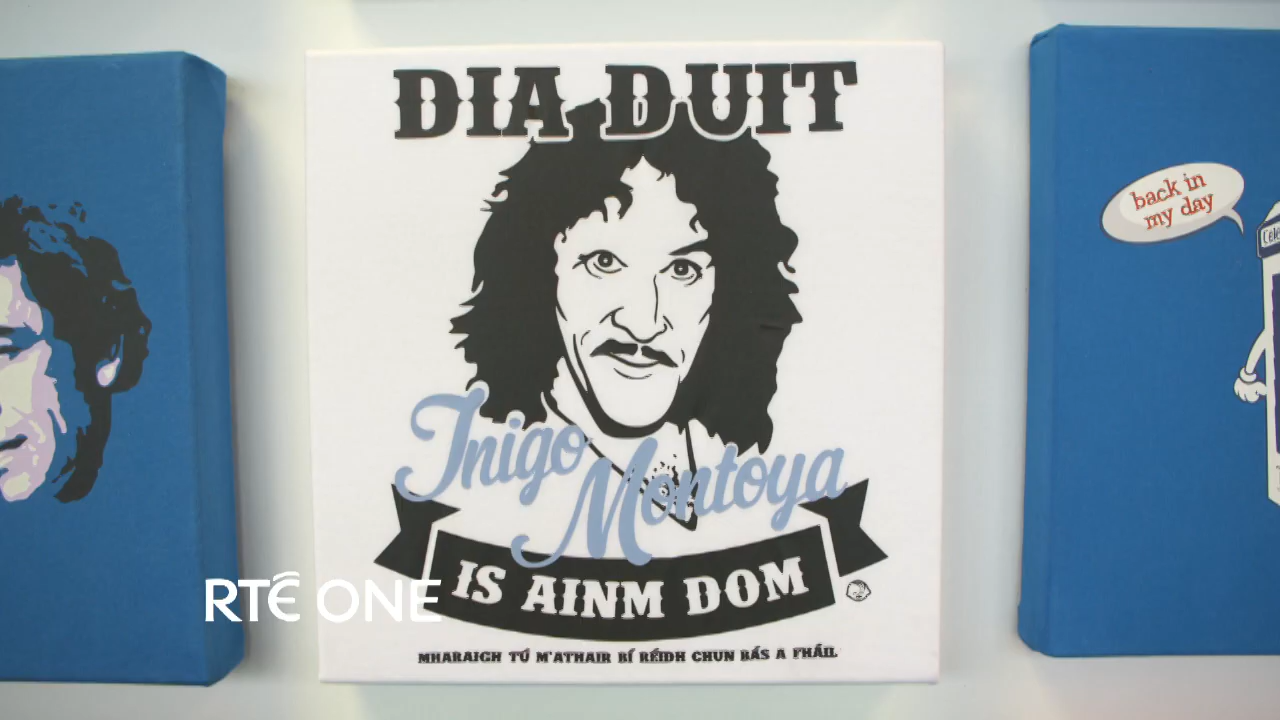 DIA DUIT
Inigo
Montoya
IS AINM DOM
MHARAIGH TÚ M'ATHAIR BÍ RÉIDH CHUN BÁS A FHÁIL
back in
my day
RTÉ ONE